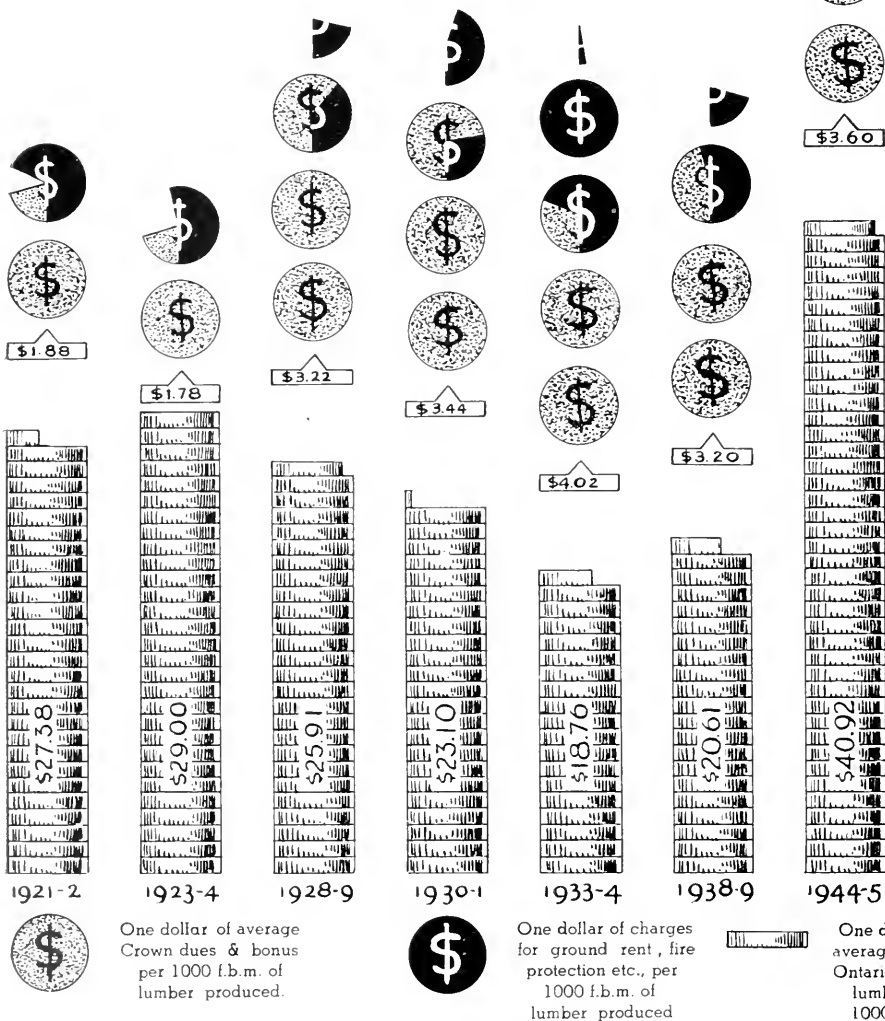 $3.60
$1.88
$1.78
$3.22
$3.44
$4.02
$3.20
$27.38
$29.00
$25.91
$23.10
$18.76
$20.61
$40.92
1921-2
1923-4
1928-9
1930-1
1933-4
1938-9
1944-5
$
One dollar of average
Crown dues & bonus
per 1000 f.b.m. of
lumber produced.
$
One dollar of charges
for ground rent, fire
protection etc., per
1000 f.b.m. of
lumber produced
One
average
1000